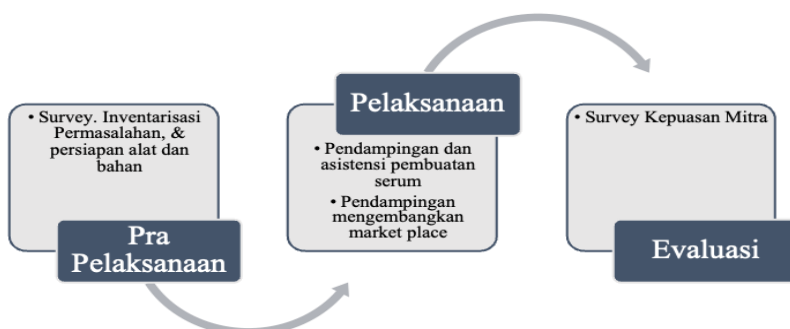 • Survey. Inventarisasi
Permasalahan, &
persiapan alat dan
bahan
Pra
Pelaksanaan
Pelaksanaan
• Pendampingan dan
asistensi pembuatan
serum
• Pendampingan
mengembangkan
market place
• Survey Kepuasan Mitra
Evaluasi